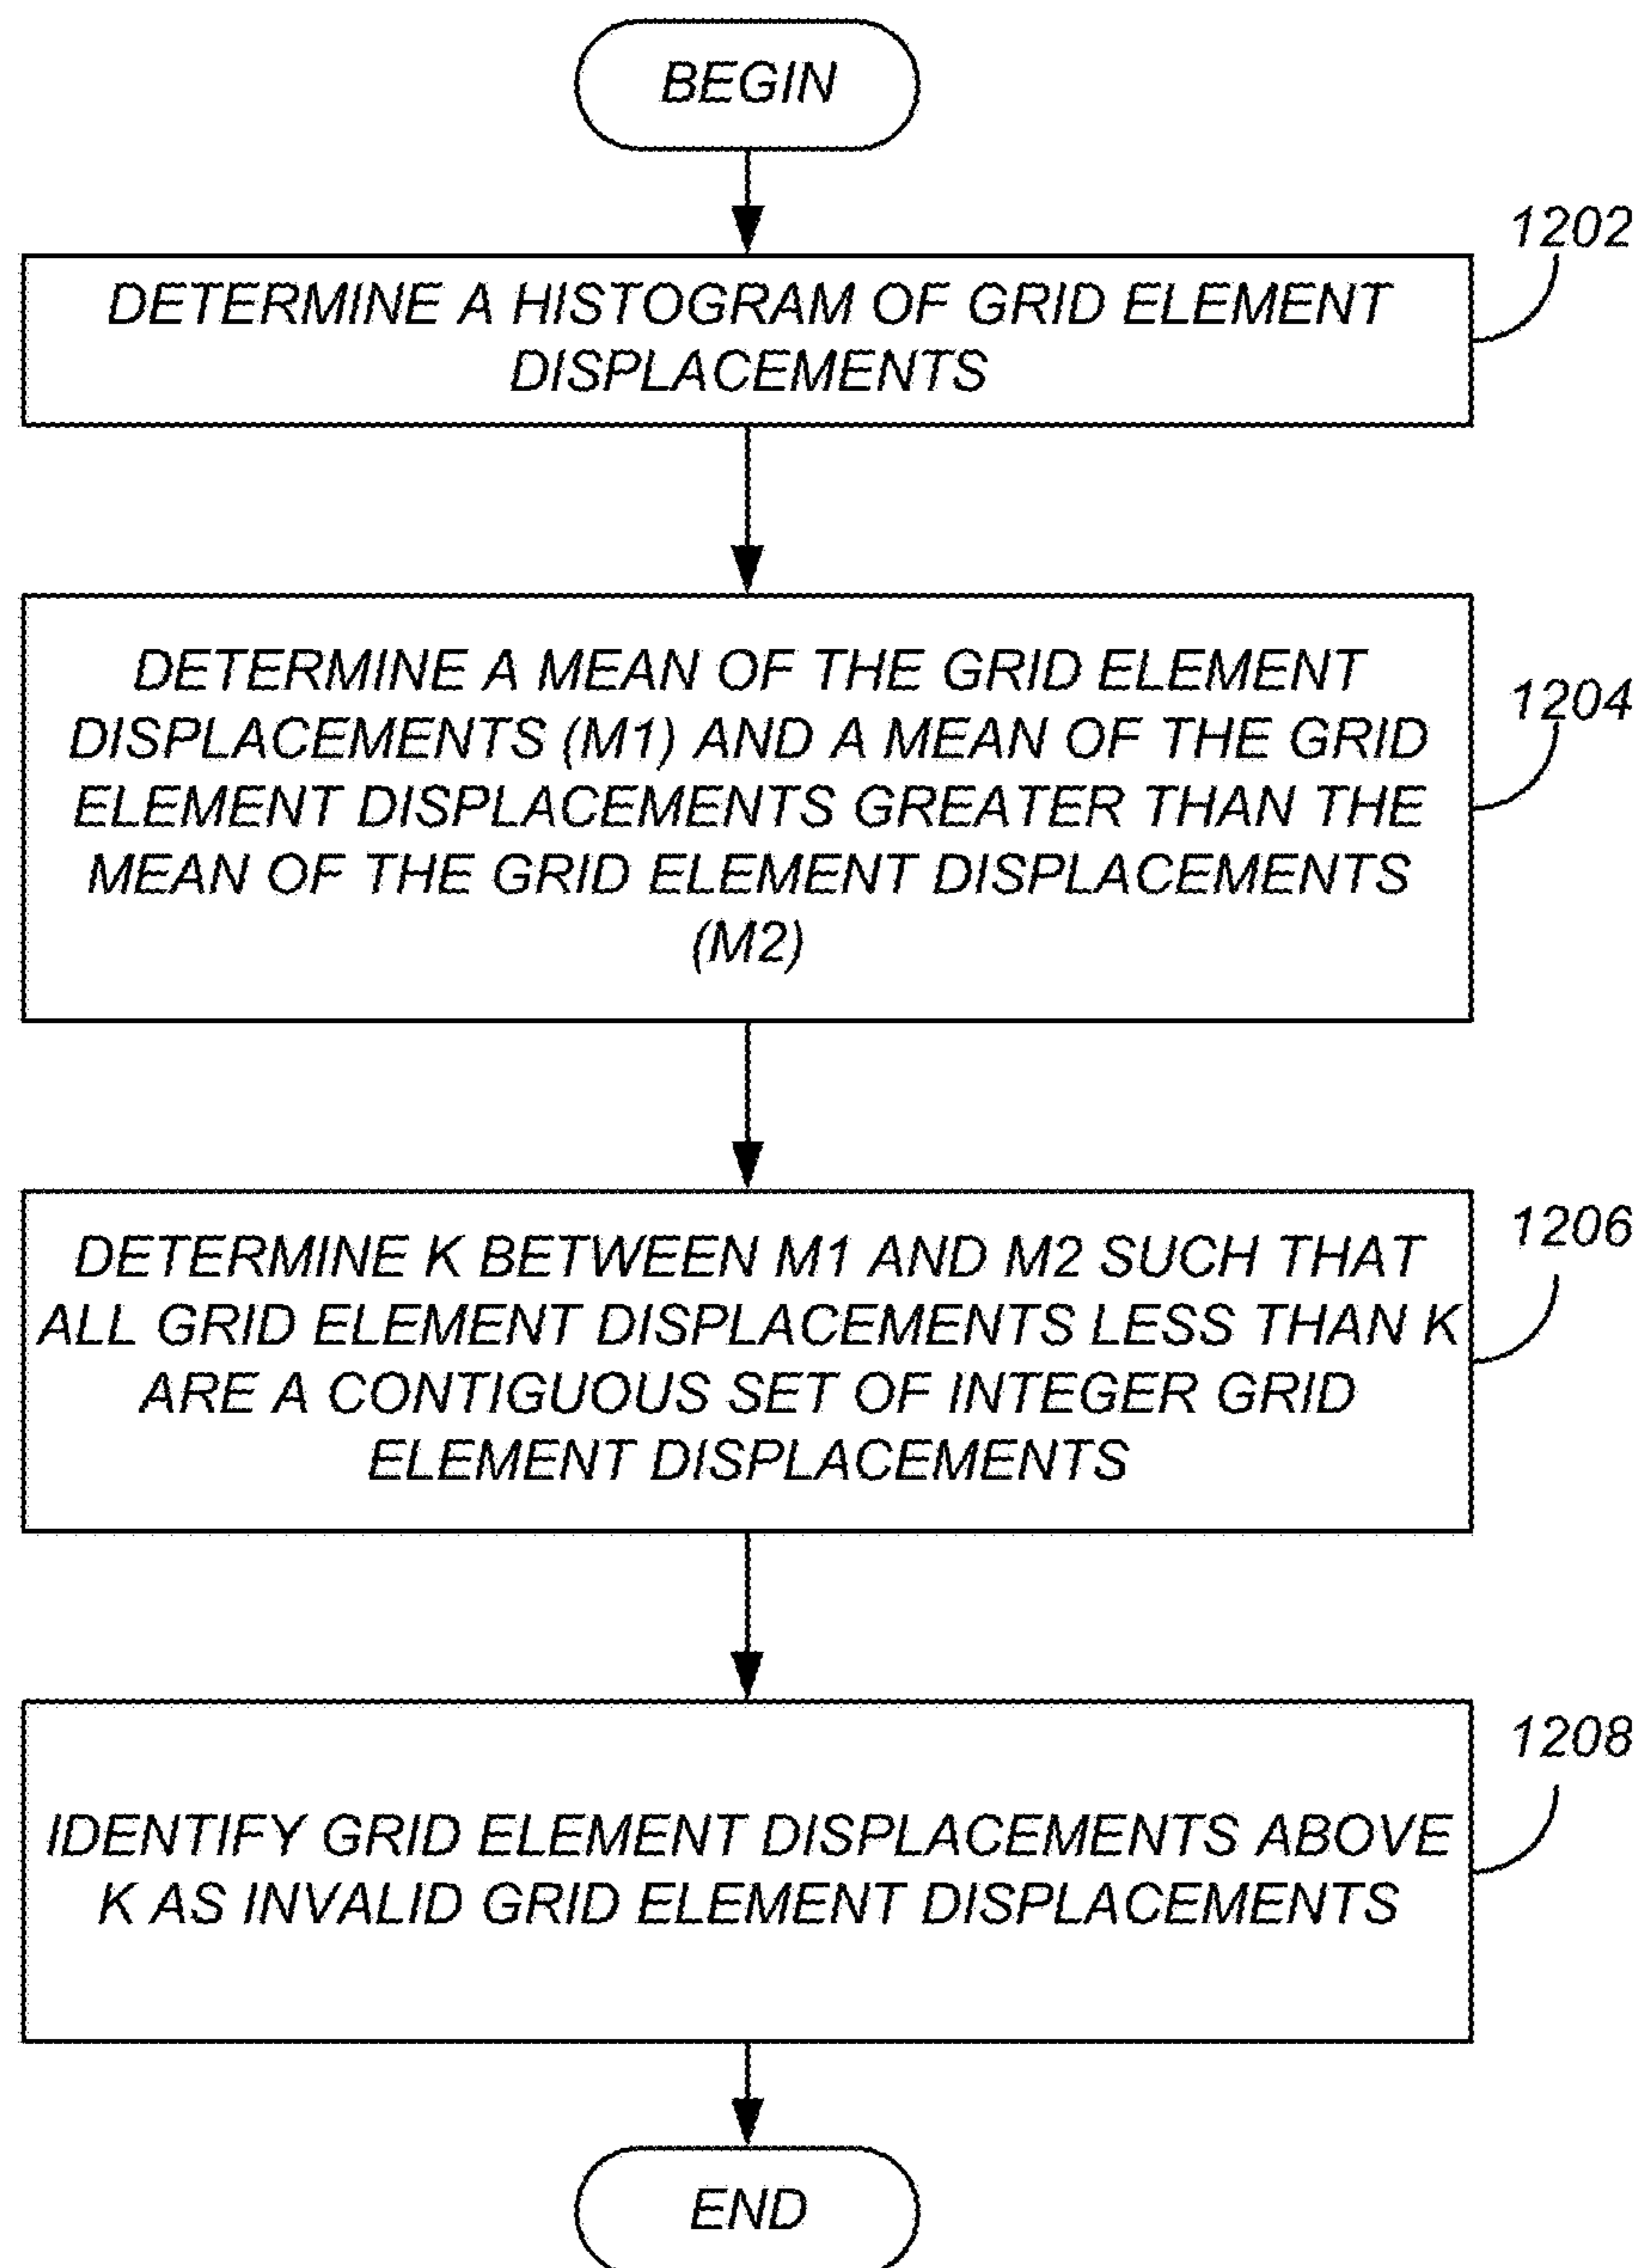 BEGIN
1202
DETERMINE A HISTOGRAM OF GRID ELEMENT
DISPLACEMENTS
DETERMINE A MEAN OF THE GRID ELEMENT
DISPLACEMENTS (M1) AND A MEAN OF THE GRID
ELEMENT DISPLACEMENTS GREATER THAN THE
MEAN OF THE GRID ELEMENT DISPLACEMENTS
(M2)
1204
DETERMINE K BETWEEN M1 AND M2 SUCH THAT
ALL GRID ELEMENT DISPLACEMENTS LESS THAN K
ARE A CONTIGUOUS SET OF INTEGER GRID
ELEMENT DISPLACEMENTS
1206
IDENTIFY GRID ELEMENT DISPLACEMENTS ABOVE
K AS INVALID GRID ELEMENT DISPLACEMENTS
1208
END